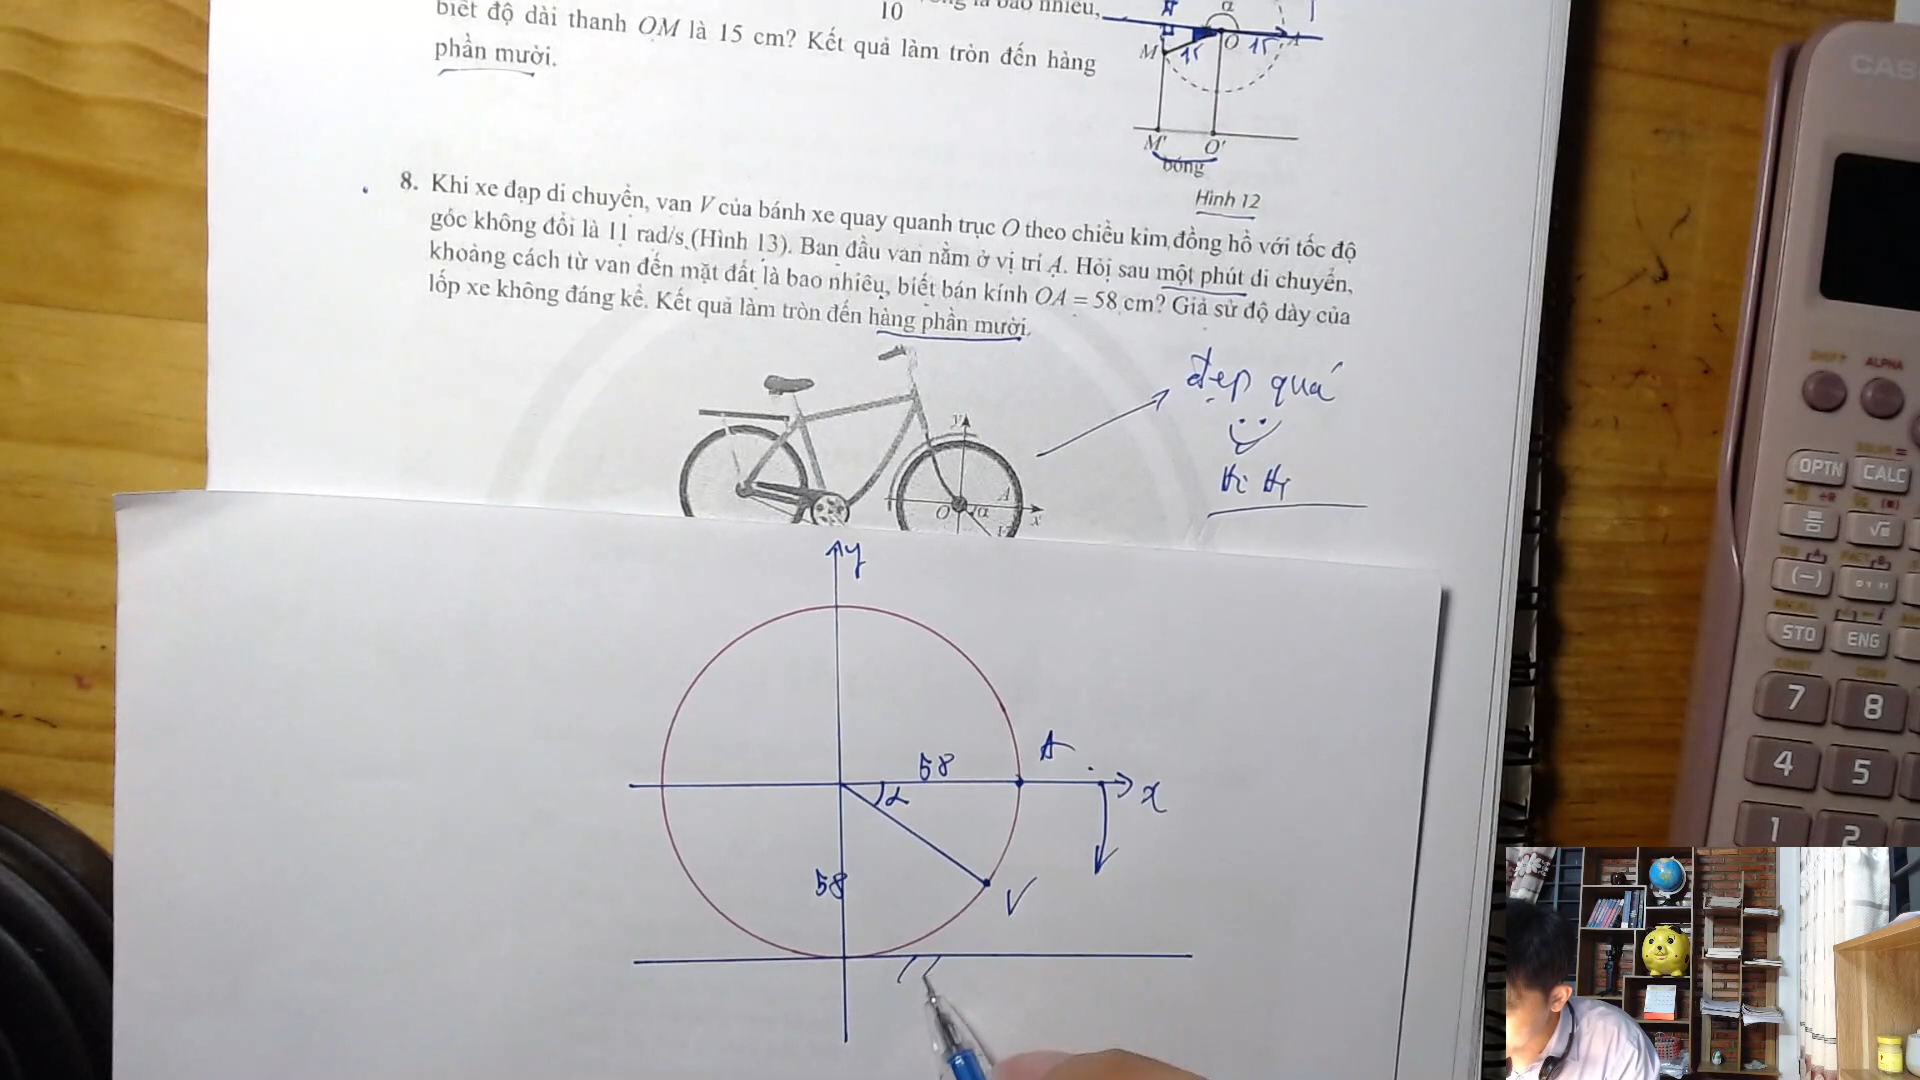 10
biết độ dài thanh OM là 15 cm? Kết quả làm tròn đến hàng
phần mười.
α
M 15 O 15 A
M' O'
bóng
Hình 12
8. Khi xe đạp di chuyển, van V của bánh xe quay quanh trục O theo chiều kim đồng hồ với tốc độ
góc không đổi là 11 rad/s (Hình 13). Ban đầu van nằm ở vị trí A. Hỏi sau một phút di chuyển,
khoảng cách từ van đến mặt đất là bao nhiêu, biết bán kính OA = 58 cm? Giả sử độ dày của
lốp xe không đáng kể. Kết quả làm tròn đến hàng phần mười.
đẹp quá
y
A
O α x
y
58 A
α x
58
V
CAS
SHIFT ALPHA
OPTN CALC
(−)
STO ENG
7 8
4 5
1 2